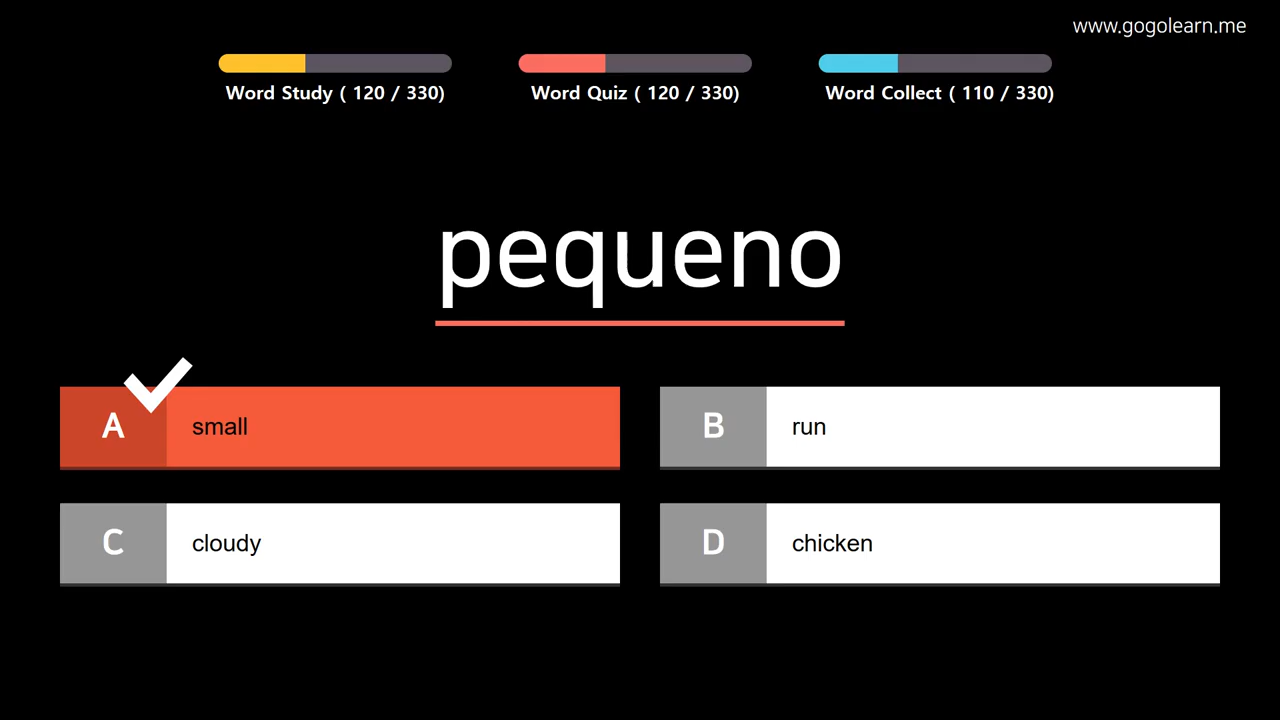 www.gogolearn.me
Word Study ( 120 / 330)
Word Quiz ( 120 / 330)
Word Collect ( 110 / 330)
pequeno
A small
B run
C cloudy
D chicken